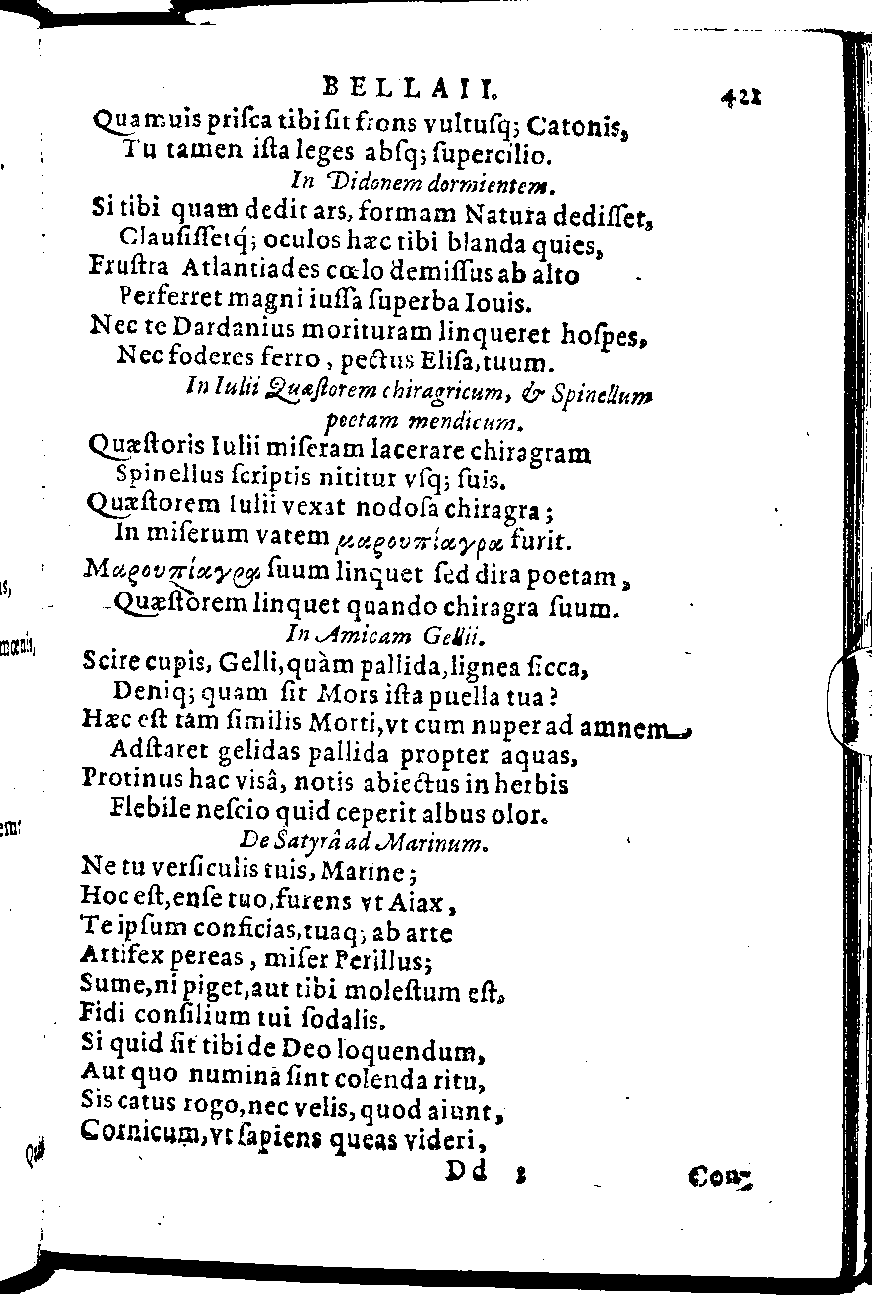 BELLAII. 421
Quamuis priſca tibi ſit frons vultuſq; Catonis,
Tu tamen iſta leges abſq; ſupercilio.
In Didonem dormientem.
Si tibi quam dedit ars, formam Natura dediſſet,
Clauſiſſetq́; oculos hæc tibi blanda quies,
Fruſtra Atlantiades cœlo demiſſus ab alto
Perferret magni iuſſa ſuperba Iouis.
Nec te Dardanius morituram linqueret hoſpes,
Nec foderes ferro, pectus Eliſa, tuum.
In Iulii Quæſtorem chiragricum, & Spinellum
poetam mendicum.
Quæſtoris Iulii miſeram lacerare chiragram
Spinellus ſcriptis nititur vſq; ſuis.
Quæſtorem Iulii vexat nodoſa chiragra;
In miſerum vatem μαρουπίαγρα furit.
Μαρουπίαγρα ſuum linquet ſed dira poetam,
Quæſtorem linquet quando chiragra ſuum.
In Amicam Gellii.
Scire cupis, Gelli, quàm pallida, lignea ſicca,
Deniq; quam ſit Mors iſta puella tua?
Hæc eſt tam ſimilis Morti, vt cum nuper ad amnem
Adſtaret gelidas pallida propter aquas,
Protinus hac visâ, notis abiectus in herbis
Flebile neſcio quid ceperit albus olor.
De Satyrâ ad Marinum.
Ne tu verſiculis tuis, Marine;
Hoc eſt, enſe tuo, furens vt Aiax,
Te ipſum conficias, tuaq; ab arte
Artifex pereas, miſer Perillus;
Sume, ni piget, aut tibi moleſtum eſt,
Fidi conſilium tui ſodalis.
Si quid ſit tibi de Deo loquendum,
Aut quo numina ſint colenda ritu,
Sis catus rogo, nec velis, quod aiunt,
Cornicum, vt ſapiens queas videri,
Dd Con-